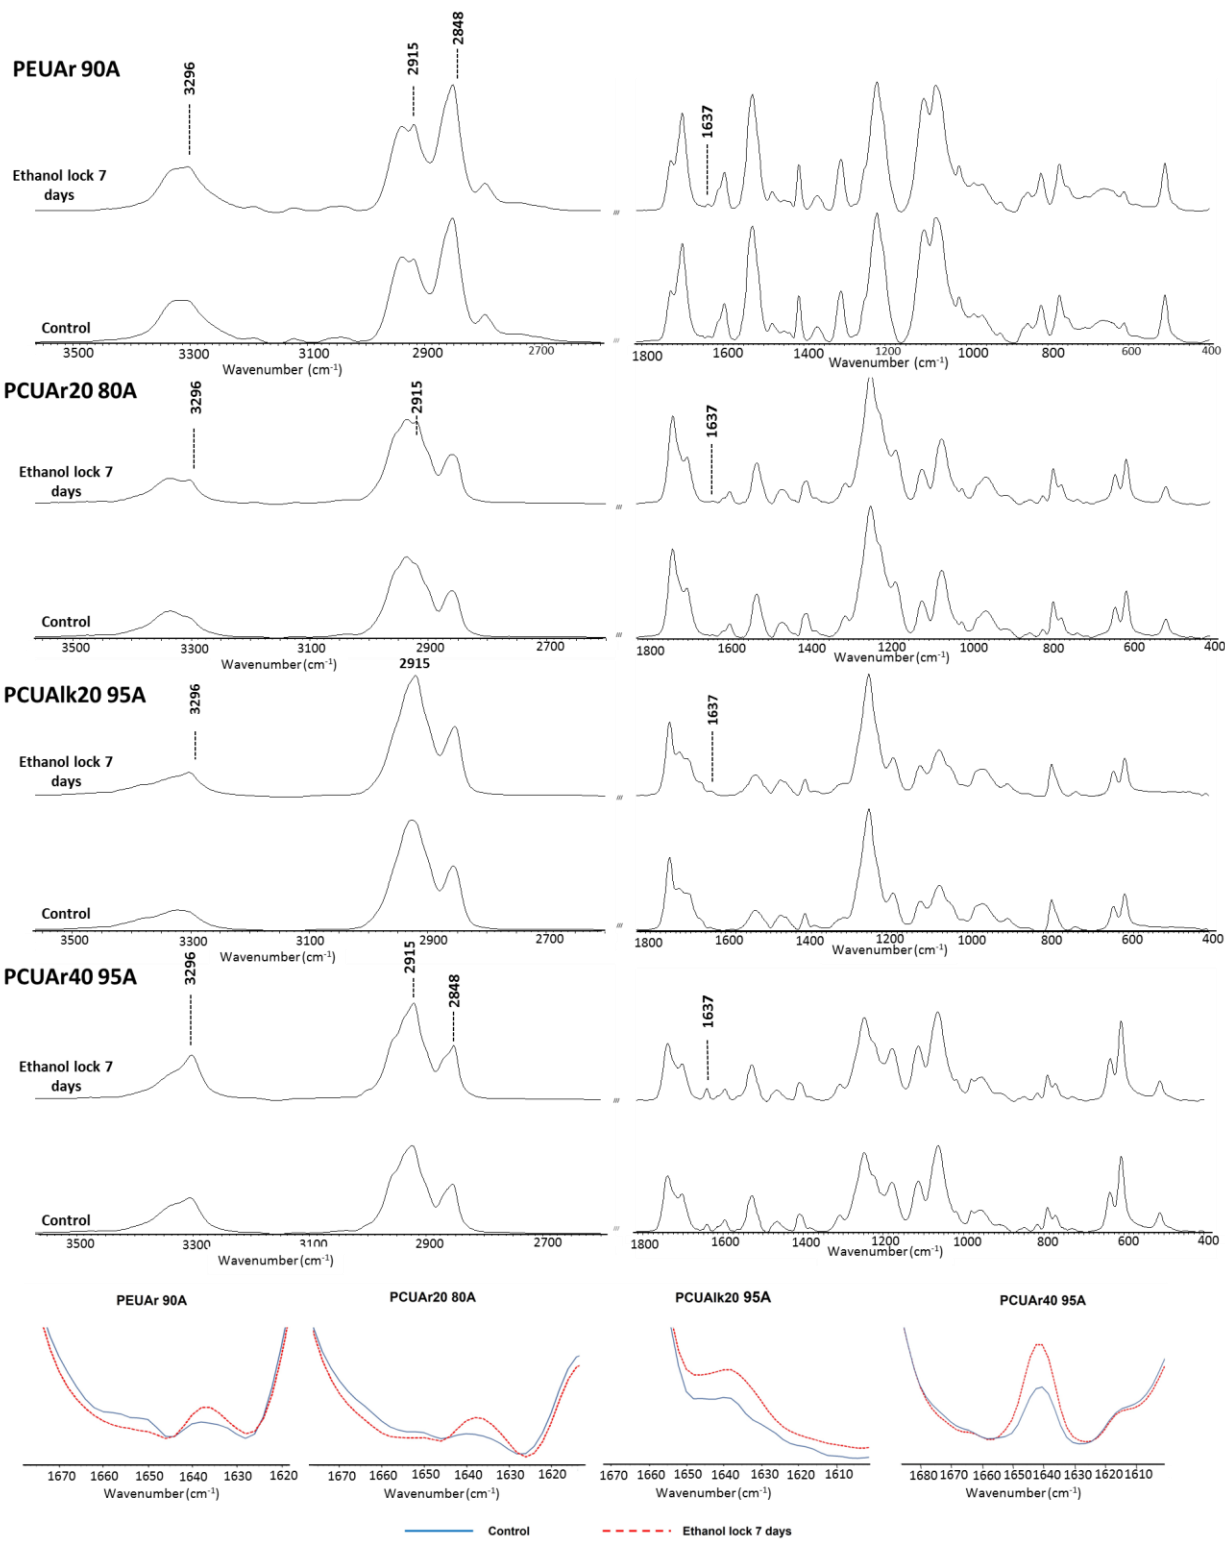 PEUAr 90A
3296
2915
2848
1637
Ethanol lock 7
days
Control
3500 3300 3100 2900 2700
1800 1600 1400 1200 1000 800 600 400
Wavenumber (cm-1)
Wavenumber (cm-1)
PCUAr20 80A
3296
2915
1637
Ethanol lock 7
days
Control
3500 3300 3100 2900 2700
1800 1600 1400 1200 1000 800 600 400
Wavenumber (cm-1)
Wavenumber (cm-1)
2915
PCUAlk20 95A
3296
1637
Ethanol lock 7
days
Control
3500 3300 3100 2900 2700
1800 1600 1400 1200 1000 800 600 400
Wavenumber (cm-1)
Wavenumber (cm-1)
PCUAr40 95A
3296
2915
2848
1637
Ethanol lock 7
days
Control
3500 3300 3100 2900 2700
1800 1600 1400 1200 1000 800 600 400
Wavenumber (cm-1)
Wavenumber (cm-1)
PEUAr 90A PCUAr20 80A PCUAlk20 95A PCUAr40 95A
1670 1660 1650 1640 1630 1620
1670 1660 1650 1640 1630 1620
1670 1660 1650 1640 1630 1620 1610
1680 1670 1660 1650 1640 1630 1620 1610
Wavenumber (cm-1) Wavenumber (cm-1) Wavenumber (cm-1) Wavenumber (cm-1)
Control Ethanol lock 7 days